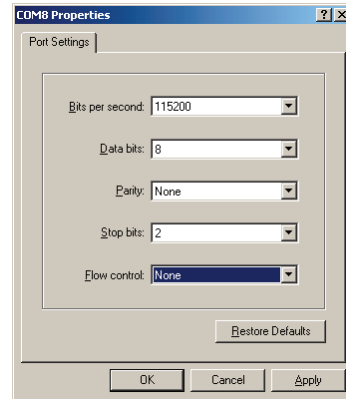 COM8 Properties
Port Settings
Bits per second: 115200
Data bits: 8
Parity: None
Stop bits: 2
Flow control: None
Restore Defaults
OK Cancel Apply